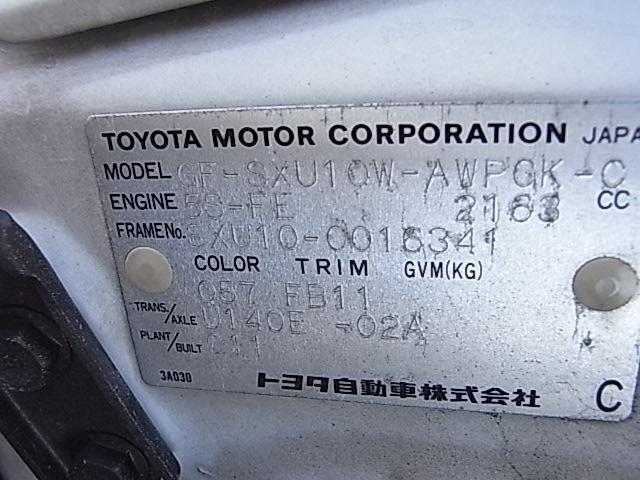 TOYOTA MOTOR CORPORATION JAPA
MODEL GF-SXU10W-AWPGK-C
ENGINE 5S-FE 2163 CC
FRAME No. SXU10-0016341
COLOR TRIM GVM(KG)
057 FB11
TRANS./AXLE U140E -02A
PLANT/BUILT C11
3A030 トヨタ自動車株式会社 C